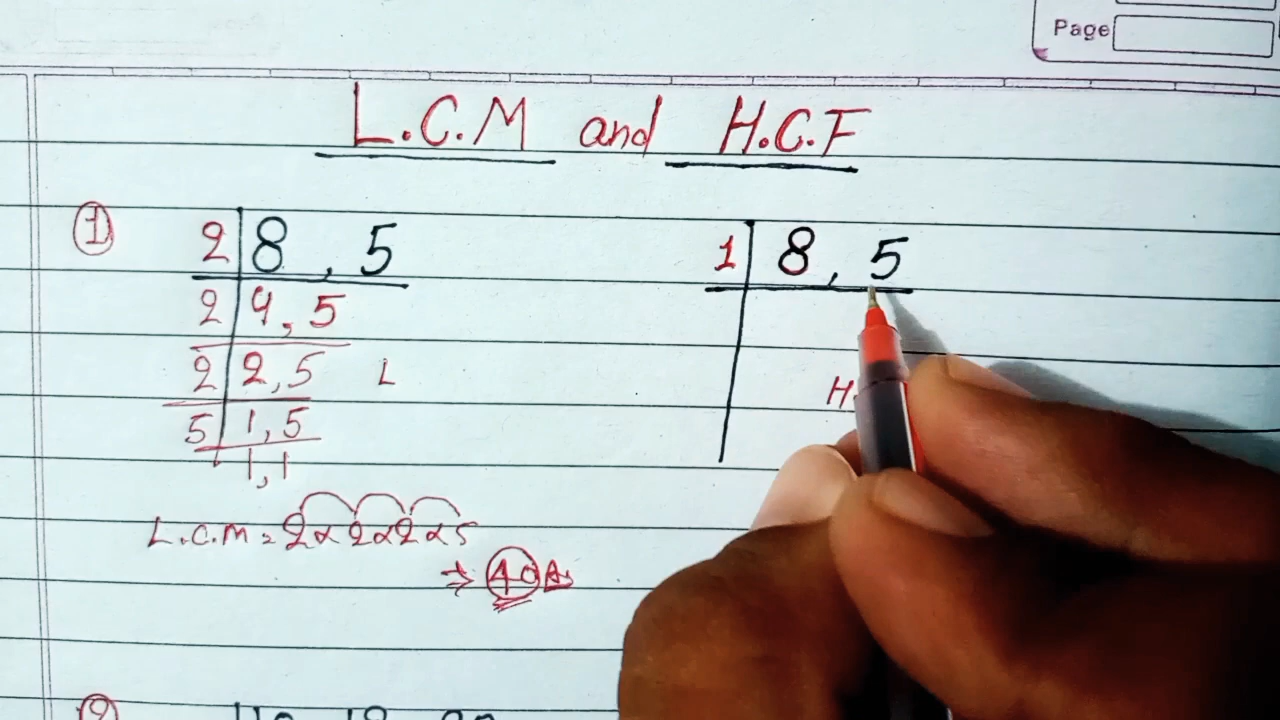 Page
L.C.M and H.C.F
1 2 8 , 5 1 8 , 5
2 4 , 5
2 2 , 5 L H.
5 1 , 5
1 , 1
L.C.M = 2 x 2 x 2 x 5
⇒ 40 As